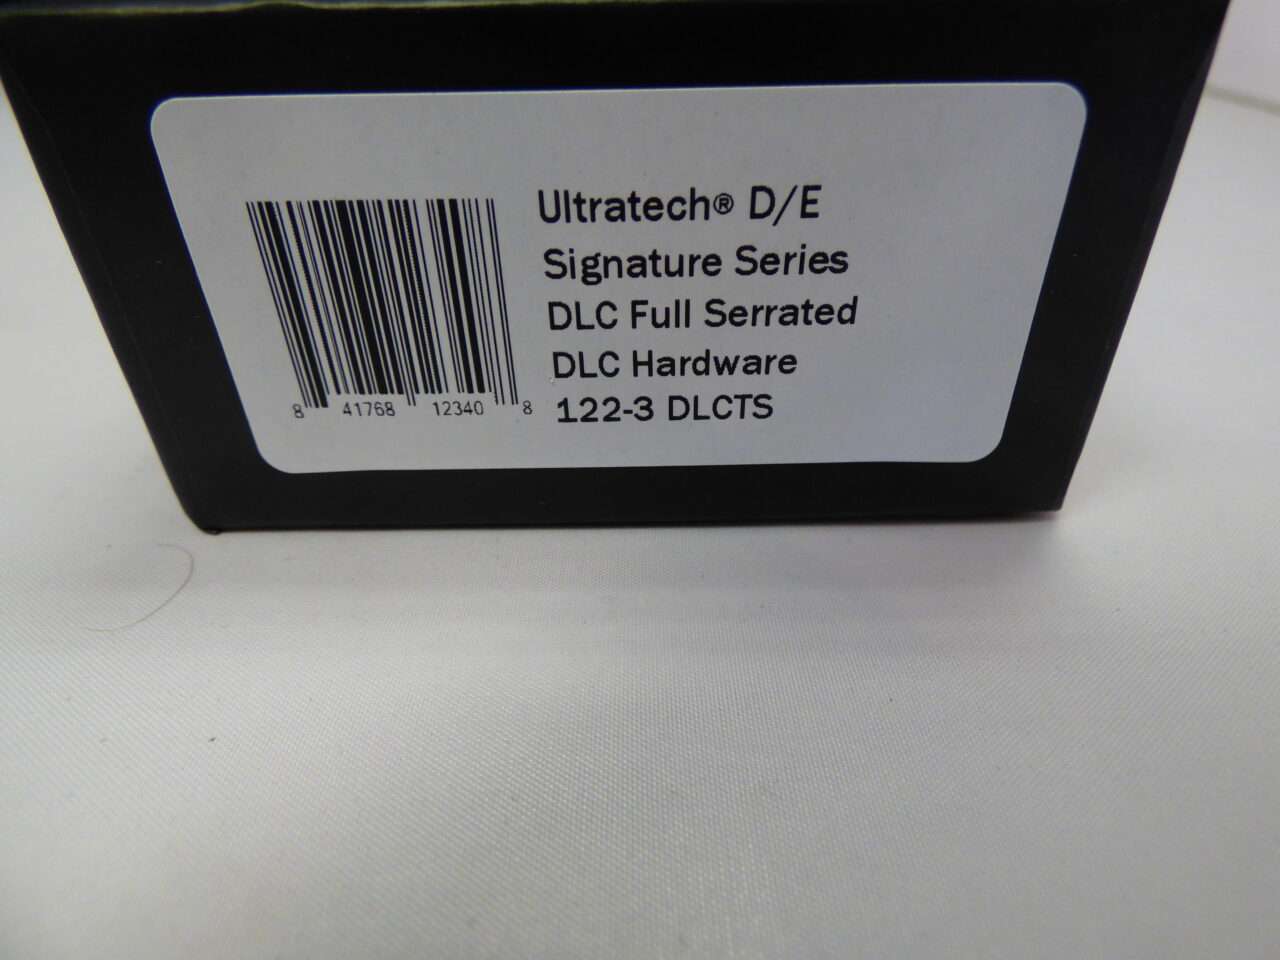 Ultratech® D/E
Signature Series
DLC Full Serrated
DLC Hardware
122-3 DLCTS
8 41768 12340 8